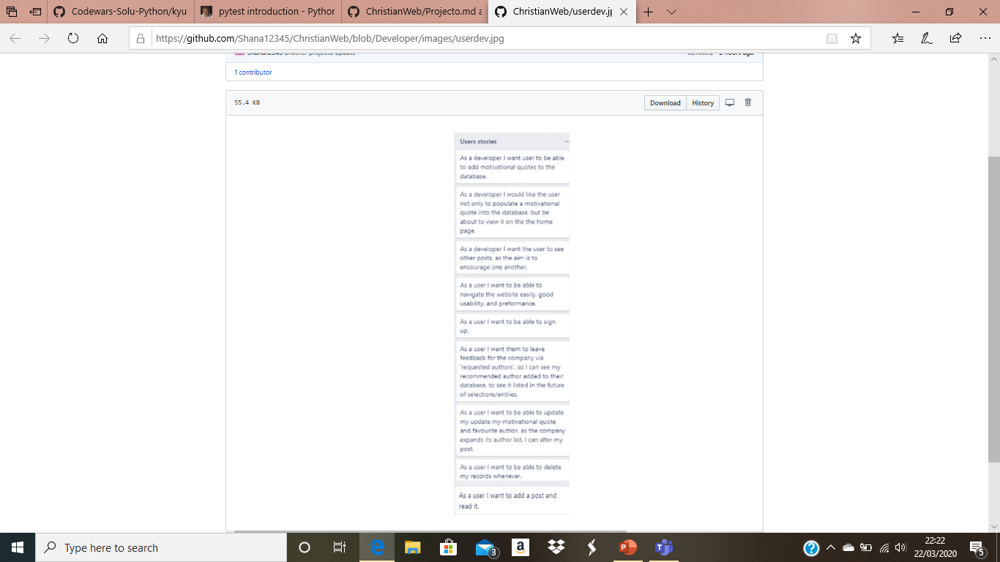 Codewars-Solu-Python/kyu
pytest introduction - Python
ChristianWeb/Projecto.md a
ChristianWeb/userdev.jp
https://github.com/Shana12345/ChristianWeb/blob/Developer/images/userdev.jpg
Shana12345 another projecto update
2 hours ago
1 contributor
55.4 KB
Download
History
Users stories
As a developer I want user to be able
to add motivational quotes to the
database.
As a developer I would like the user
not only to populate a motivational
quote into the database, but be
about to view it on the the home
page.
As a developer I want the user to see
other posts, as the aim is to
encourage one another.
As a user I want to be able to
navigate the website easily, good
usability, and preformance.
As a user I want to be able to sign
up.
As a user I want them to leave
feedback for the company via
'requested authors', so I can see my
recommended author added to their
database, to see it listed in the future
of selections/entries.
As a user I want to be able to update
my update my motivational quote
and favourite author, as the company
expands its author list, I can alter my
post.
As a user I want to be able to delete
my records whenever.
As a user I want to add a post and
read it.
Type here to search
3
22:22
22/03/2020
5